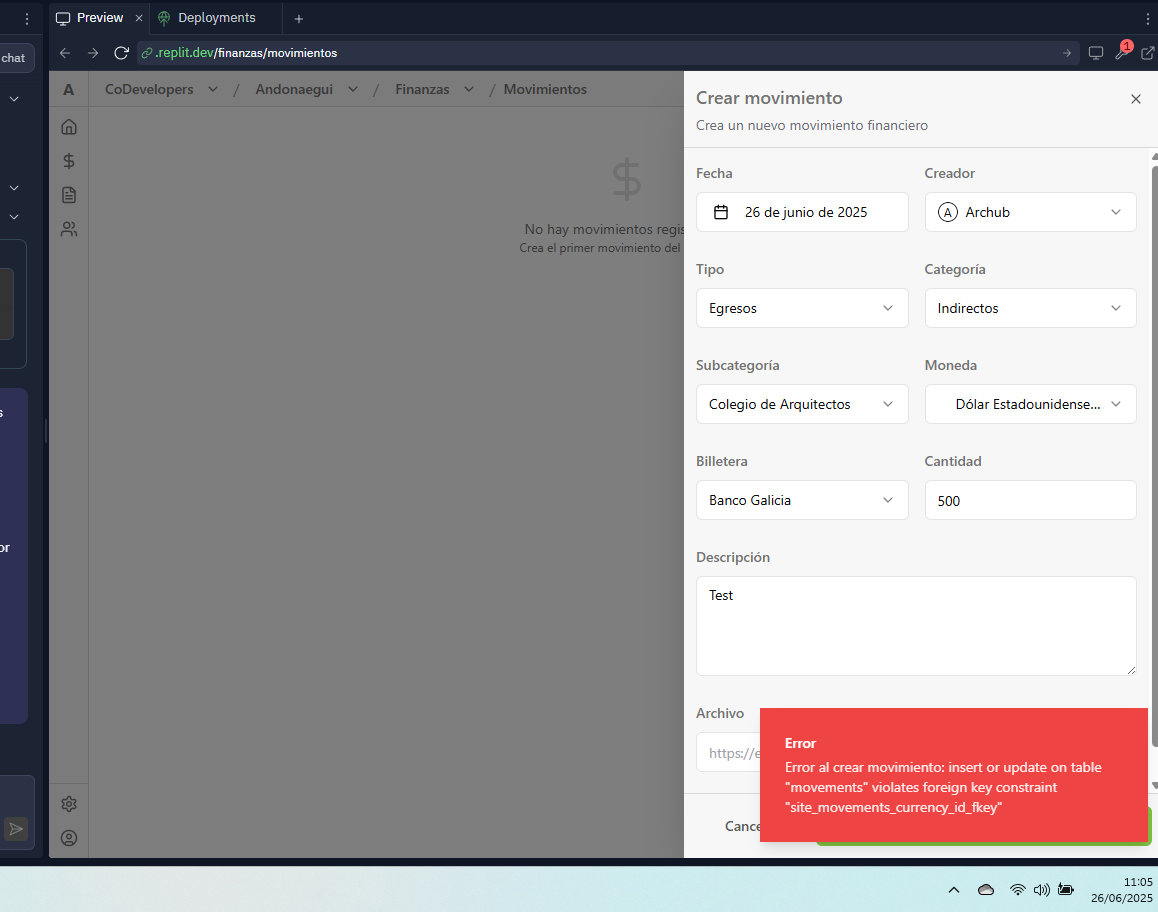 Preview
Deployments
chat
.replit.dev/finanzas/movimientos
1
A
CoDevelopers / Andonaegui / Finanzas / Movimientos
No hay movimientos regis
Crea el primer movimiento del
Crear movimiento
Crea un nuevo movimiento financiero
Fecha
Creador
26 de junio de 2025
A Archub
Tipo
Categoría
Egresos
Indirectos
Subcategoría
Moneda
Colegio de Arquitectos
Dólar Estadounidense...
Billetera
Cantidad
Banco Galicia
500
Descripción
Test
Archivo
https://e
Error
Error al crear movimiento: insert or update on table
"movements" violates foreign key constraint
"site_movements_currency_id_fkey"
Cance
s
or
11:05
26/06/2025